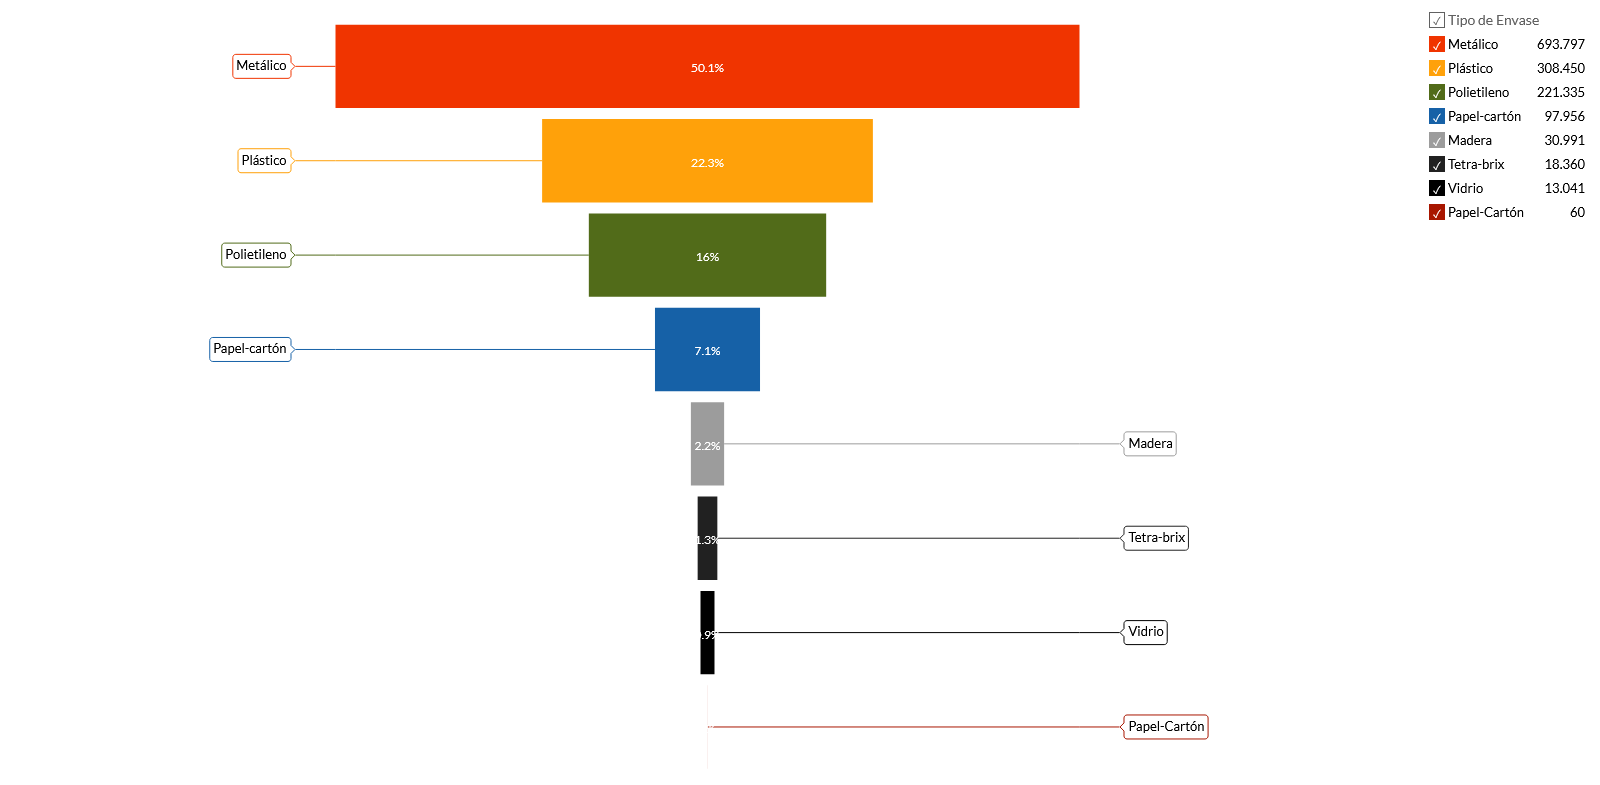 Metálico
50.1%
Plástico
22.3%
Polietileno
16%
Papel-cartón
7.1%
2.2%
Madera
1.3%
Tetra-brix
.9%
Vidrio
Papel-Cartón
Tipo de Envase
Metálico 693.797
Plástico 308.450
Polietileno 221.335
Papel-cartón 97.956
Madera 30.991
Tetra-brix 18.360
Vidrio 13.041
Papel-Cartón 60